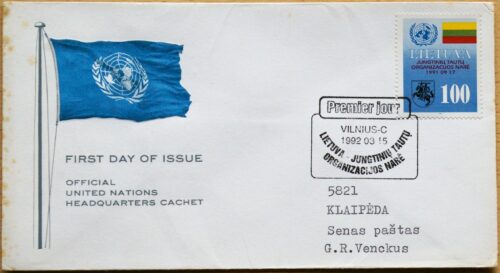 FIRST DAY OF ISSUE
OFFICIAL
UNITED NATIONS
HEADQUARTERS CACHET
LIETUVA
JUNGTINIŲ TAUTŲ
ORGANIZACIJOS NARĖ
1991 09 17
100
Premier jour
VILNIUS-C
1992 03 15
LIETUVA - JUNGTINIŲ TAUTŲ
ORGANIZACIJOS NARĖ
5821
KLAIPĖDA
Senas paštas
G.R.Venckus